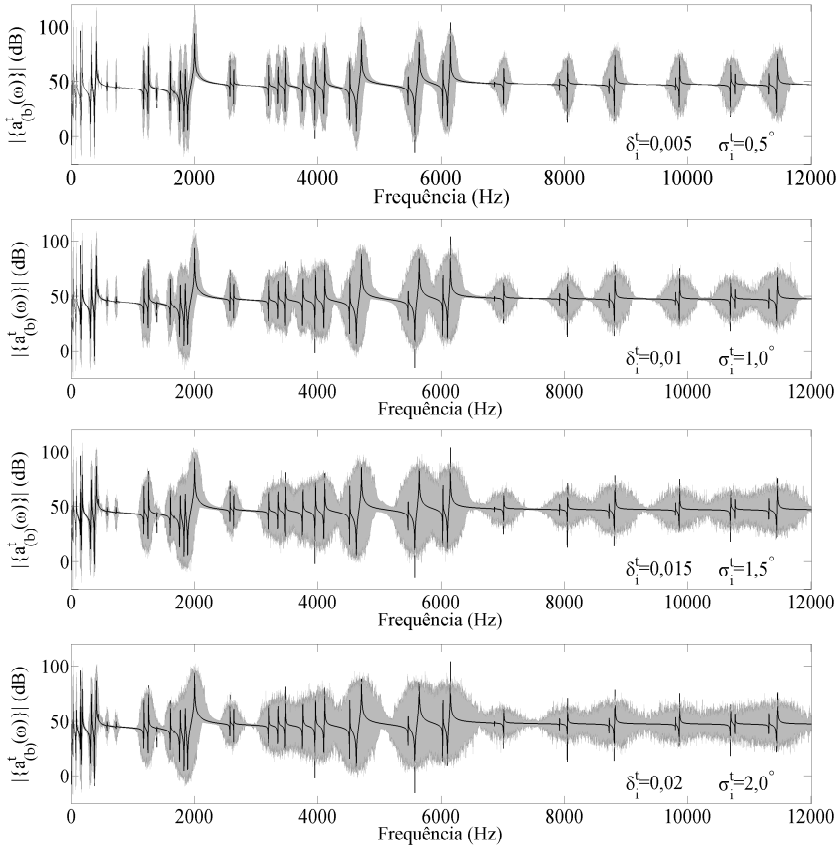 |{a^t_(b)(ω)}| (dB)
100
50
0
δ^t_i=0,005 σ^t_i=0,5°
0 2000 4000 6000 8000 10000 12000
Frequência (Hz)
|{a^t_(b)(ω)}| (dB)
100
50
0
δ^t_i=0,01 σ^t_i=1,0°
0 2000 4000 6000 8000 10000 12000
Frequência (Hz)
|{a^t_(b)(ω)}| (dB)
100
50
0
δ^t_i=0,015 σ^t_i=1,5°
0 2000 4000 6000 8000 10000 12000
Frequência (Hz)
|{a^t_(b)(ω)}| (dB)
100
50
0
δ^t_i=0,02 σ^t_i=2,0°
0 2000 4000 6000 8000 10000 12000
Frequência (Hz)